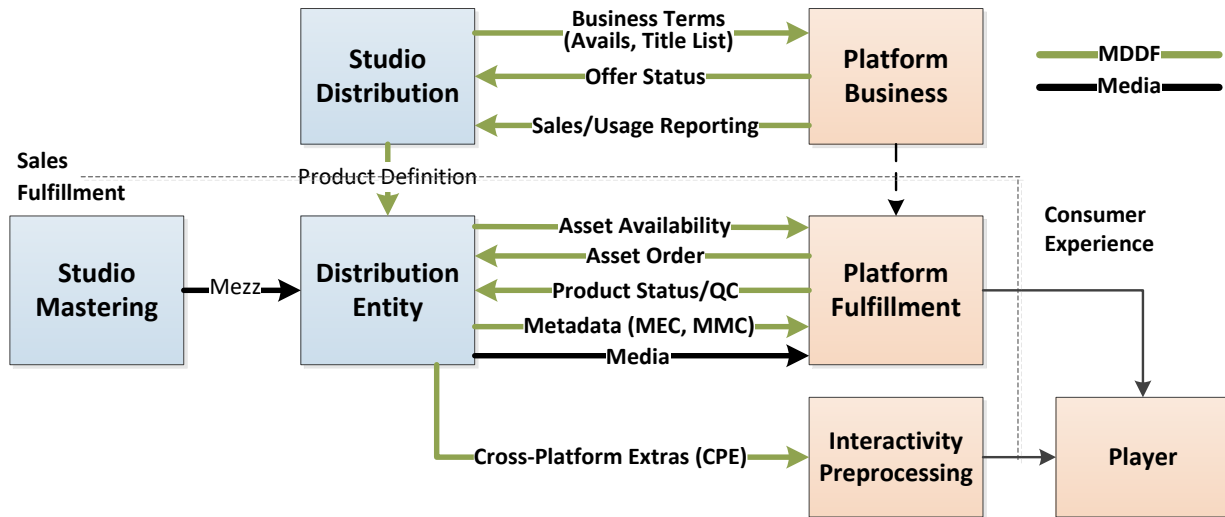 Business Terms
(Avails, Title List)
Studio
Distribution
Offer Status
Platform
Business
Sales/Usage Reporting
MDDF
Media
Sales
Fulfillment
Product Definition
Studio
Mastering
Mezz
Distribution
Entity
Asset Availability
Asset Order
Product Status/QC
Metadata (MEC, MMC)
Media
Platform
Fulfillment
Consumer
Experience
Cross-Platform Extras (CPE)
Interactivity
Preprocessing
Player